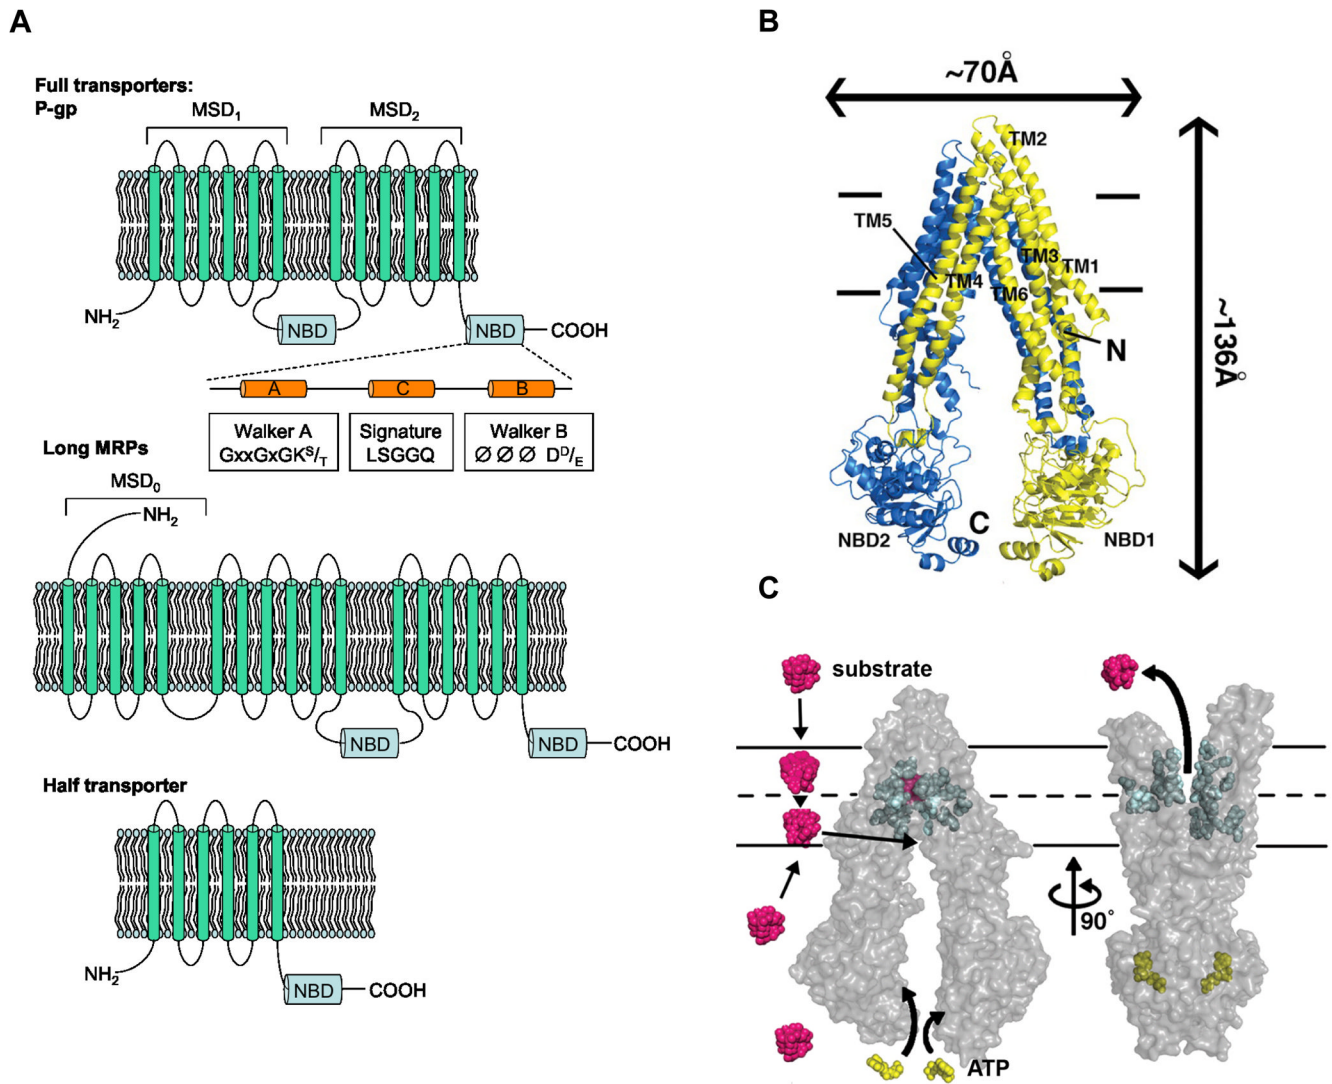 A
Full transporters:
P-gp
MSD₁
MSD₂
NH₂
NBD
NBD
COOH
A
C
B
Walker A
GxxGxGKˢ/ₜ
Signature
LSGGQ
Walker B
Ø Ø Ø Dᴰ/ᴇ
Long MRPs
MSD₀
NH₂
NBD
NBD
COOH
Half transporter
NH₂
NBD
COOH
B
~70Å
TM2
TM5
TM3
TM1
TM4
TM6
N
~136Å
C
NBD2
NBD1
C
substrate
90°
ATP